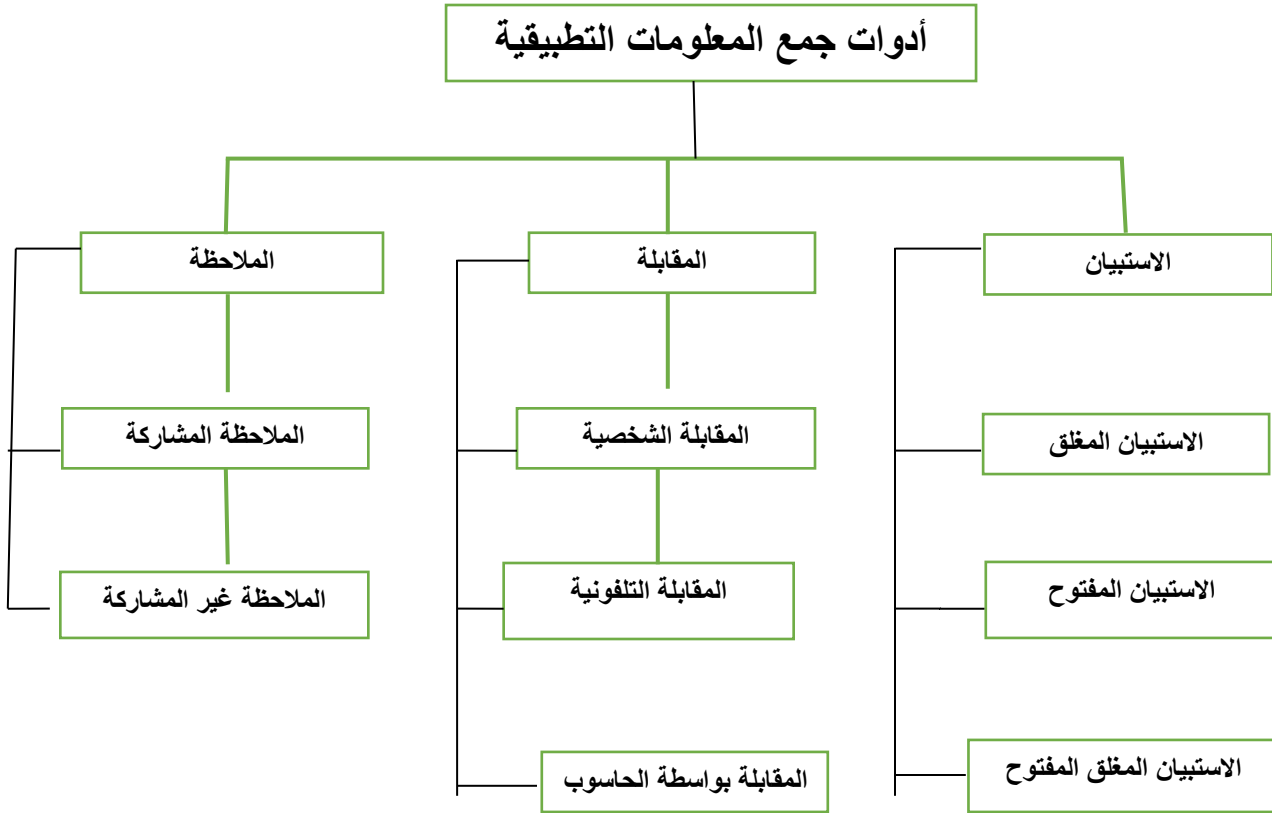 أدوات جمع المعلومات التطبيقية
الاستبيان
المقابلة
الملاحظة
الاستبيان المغلق
المقابلة الشخصية
الملاحظة المشاركة
الاستبيان المفتوح
المقابلة التلفونية
الملاحظة غير المشاركة
الاستبيان المغلق المفتوح
المقابلة بواسطة الحاسوب